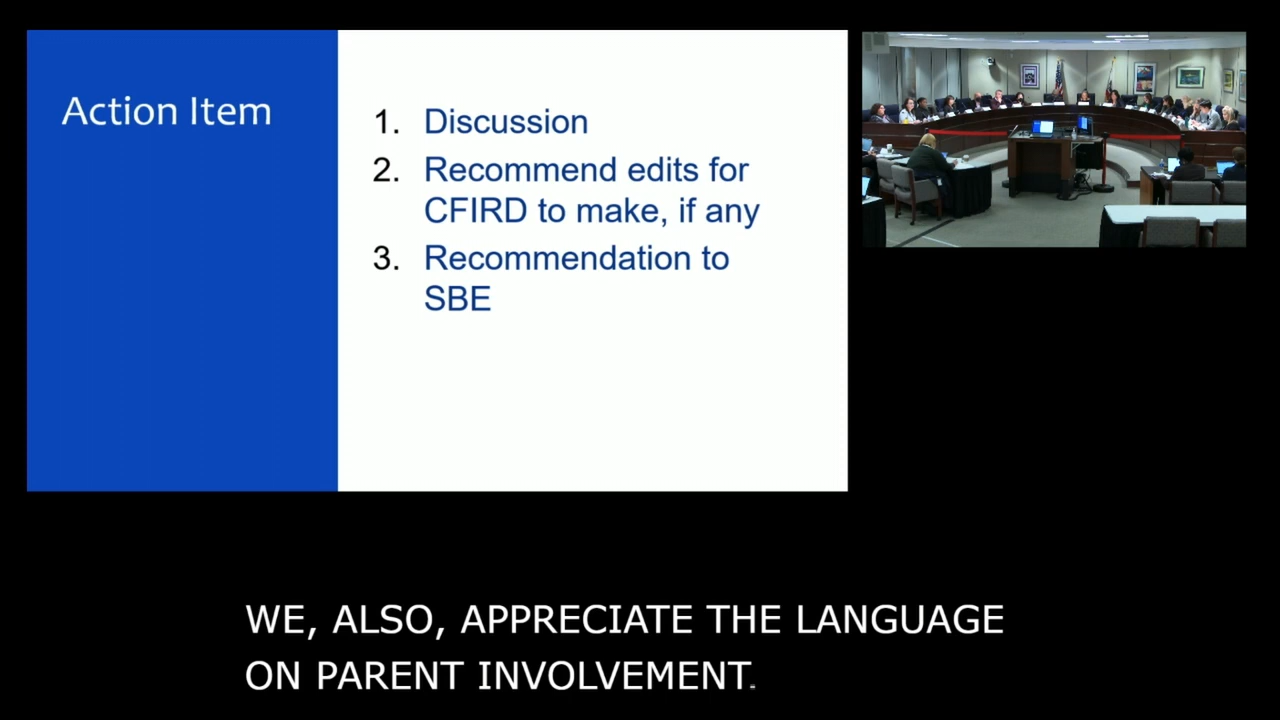 Action Item
1. Discussion
2. Recommend edits for
CFIRD to make, if any
3. Recommendation to
SBE
WE, ALSO, APPRECIATE THE LANGUAGE
ON PARENT INVOLVEMENT.